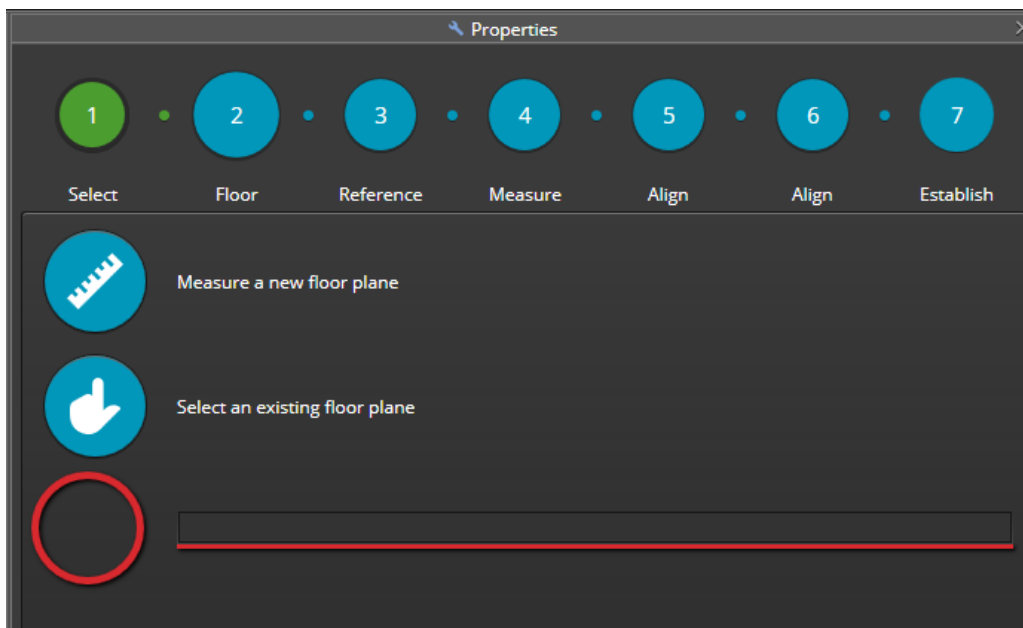 Properties
1 2 3 4 5 6 7
Select Floor Reference Measure Align Align Establish
Measure a new floor plane
Select an existing floor plane